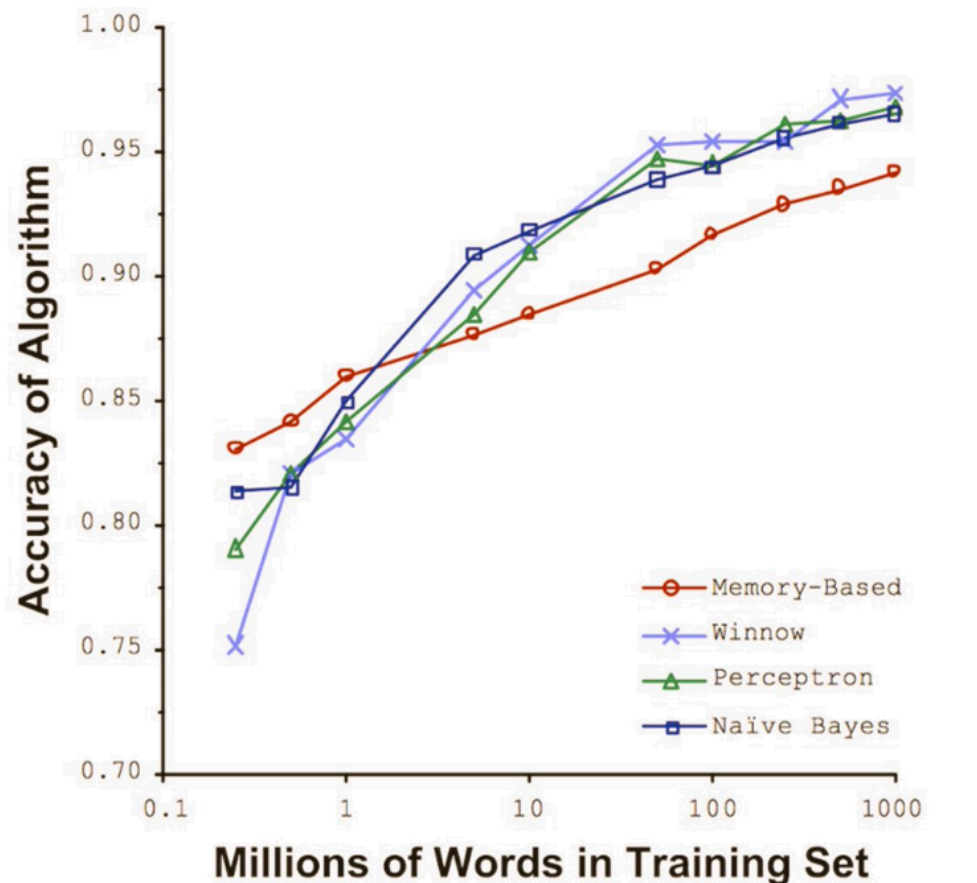 Accuracy of Algorithm
1.00
0.95
0.90
0.85
0.80
0.75
0.70
0.1 1 10 100 1000
Memory-Based
Winnow
Perceptron
Naïve Bayes
Millions of Words in Training Set